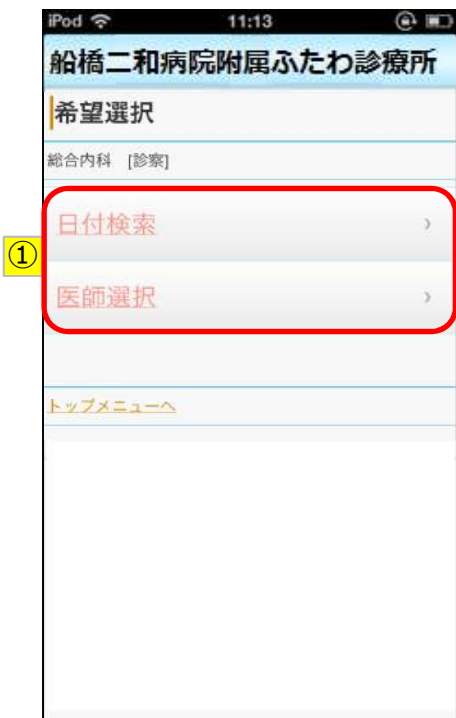 iPod 11:13
船橋二和病院附属ふたわ診療所
希望選択
総合内科 [診察]
①
日付検索 ›
医師選択 ›
トップメニューへ